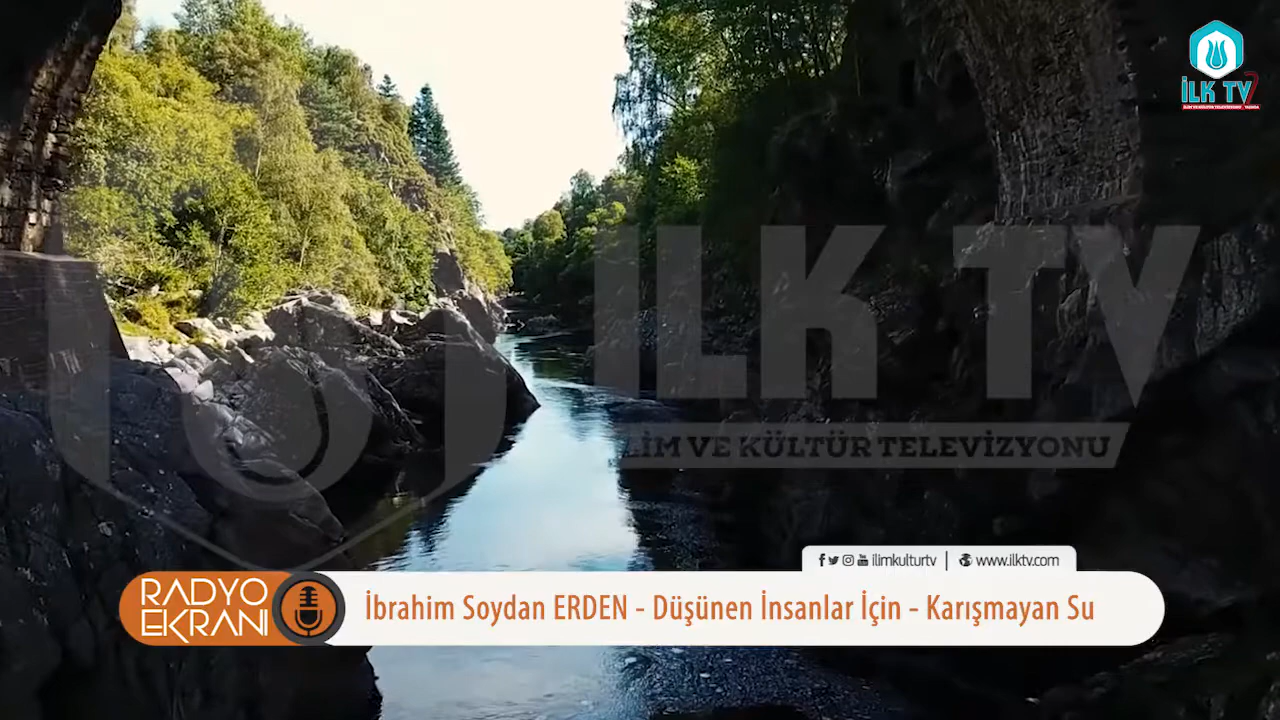 İLK TV7
İLK TV
İLİM VE KÜLTÜR TELEVİZYONU
ilimkulturtv | www.ilktv.com
RADYO
EKRANI
İbrahim Soydan ERDEN - Düşünen İnsanlar İçin - Karışmayan Su